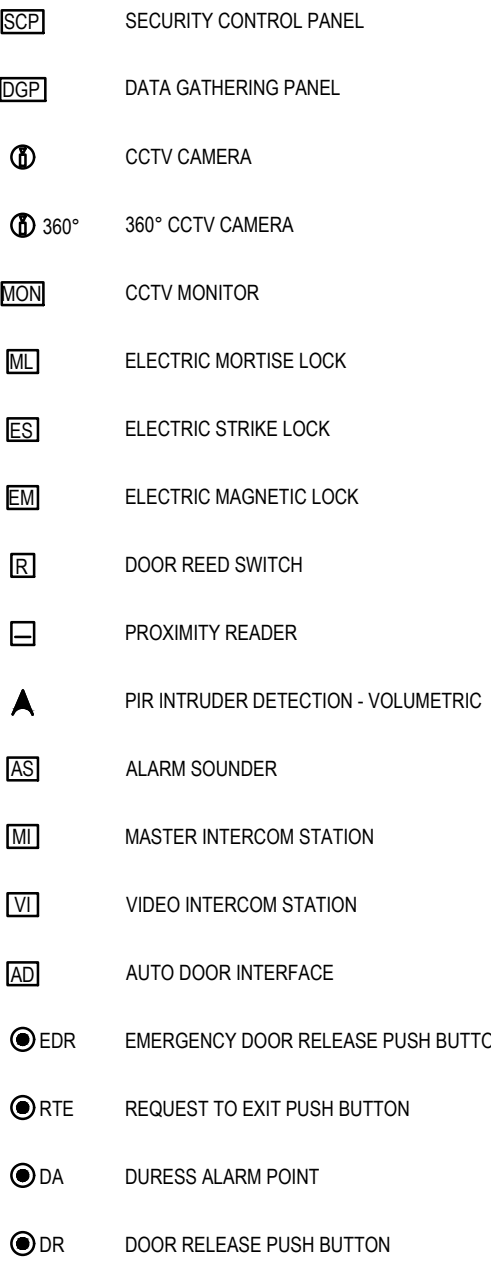 SCP SECURITY CONTROL PANEL
DGP DATA GATHERING PANEL
CCTV CAMERA
360° 360° CCTV CAMERA
MON CCTV MONITOR
ML ELECTRIC MORTISE LOCK
ES ELECTRIC STRIKE LOCK
EM ELECTRIC MAGNETIC LOCK
R DOOR REED SWITCH
PROXIMITY READER
PIR INTRUDER DETECTION - VOLUMETRIC
AS ALARM SOUNDER
MI MASTER INTERCOM STATION
VI VIDEO INTERCOM STATION
AD AUTO DOOR INTERFACE
EDR EMERGENCY DOOR RELEASE PUSH BUTTO
RTE REQUEST TO EXIT PUSH BUTTON
DA DURESS ALARM POINT
DR DOOR RELEASE PUSH BUTTON